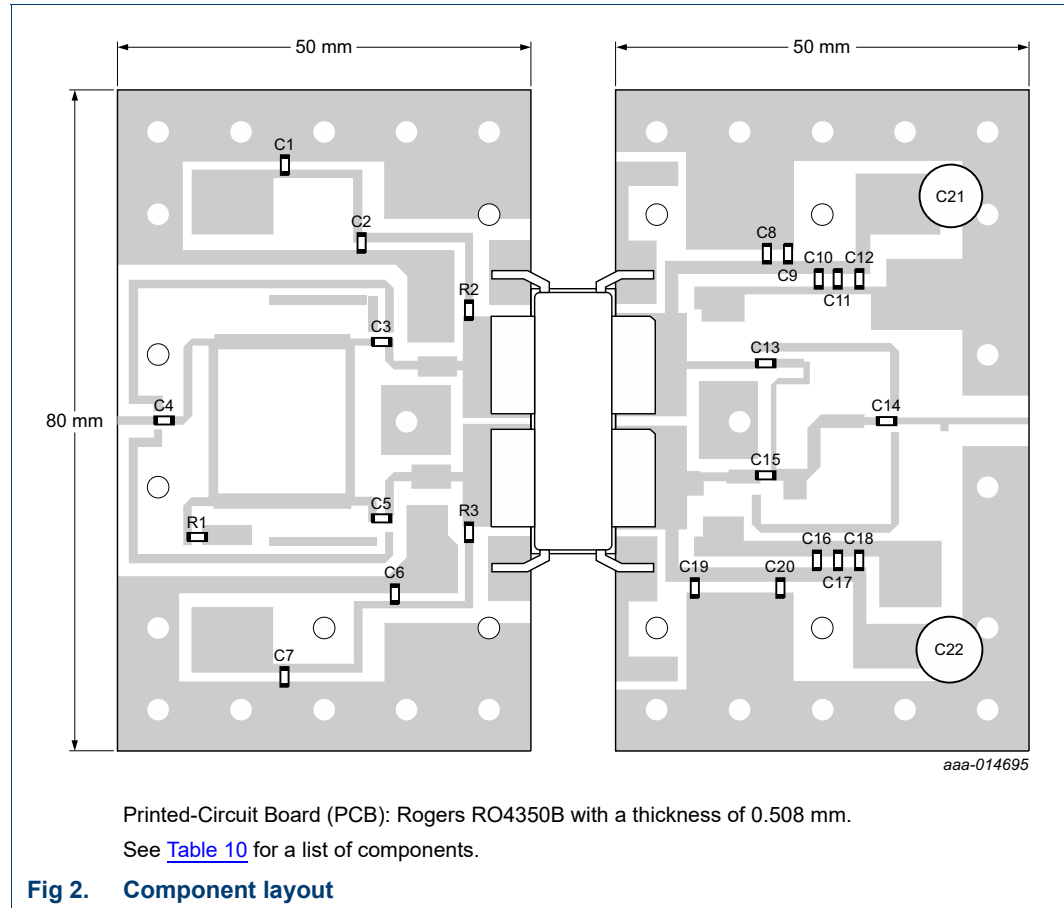 50 mm
50 mm
C1
C21
C2
C8
C10
C12
C9
C11
R2
C3
C13
C4
C14
80 mm
C15
C5
R1
R3
C16
C18
C17
C6
C19
C20
C7
C22
aaa-014695
Printed-Circuit Board (PCB): Rogers RO4350B with a thickness of 0.508 mm.
See Table 10 for a list of components.
Fig 2. Component layout